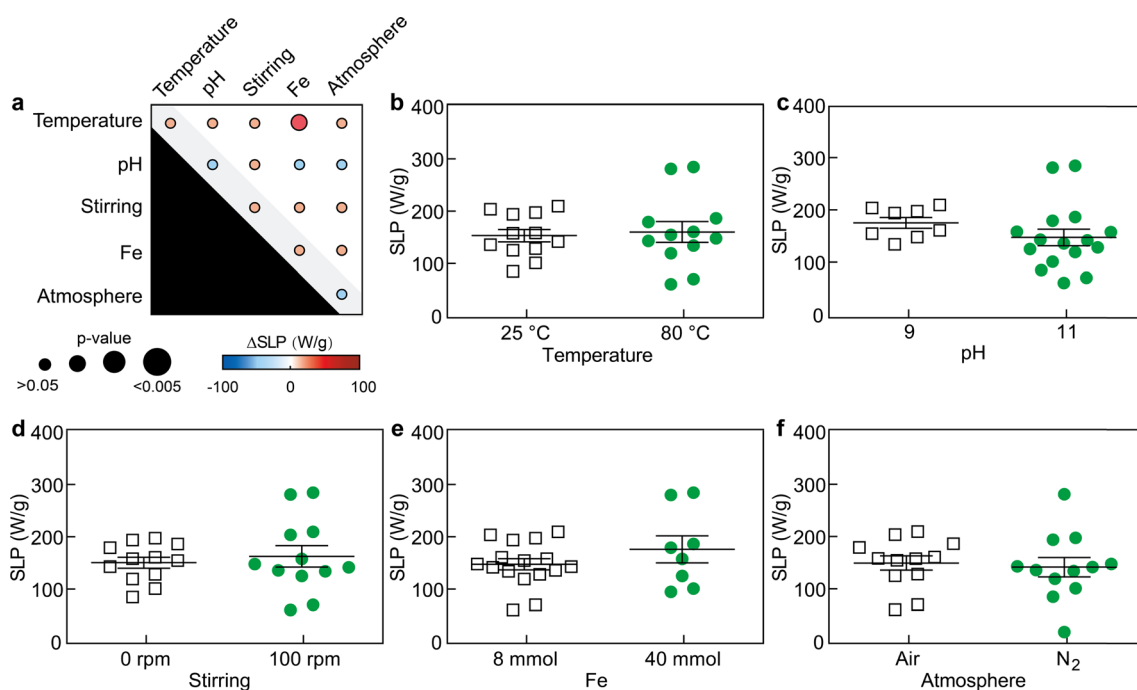 a
Temperature
pH
Stirring
Fe
Atmosphere
Temperature
pH
Stirring
Fe
Atmosphere
p-value
>0.05
<0.005
ΔSLP (W/g)
-100
0
100
b
SLP (W/g)
400
300
200
100
0
25 °C
80 °C
Temperature
c
SLP (W/g)
400
300
200
100
0
9
11
pH
d
SLP (W/g)
400
300
200
100
0
0 rpm
100 rpm
Stirring
e
SLP (W/g)
400
300
200
100
0
8 mmol
40 mmol
Fe
f
SLP (W/g)
400
300
200
100
0
Air
N2
Atmosphere